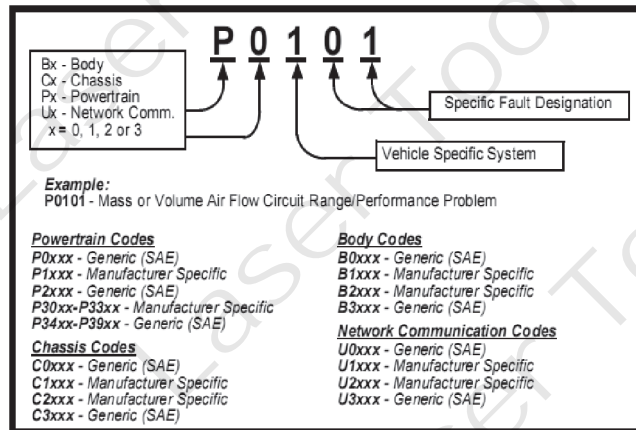 P 0 1 0 1
Bx - Body
Cx - Chassis
Px - Powertrain
Ux - Network Comm.
x = 0, 1, 2 or 3
Specific Fault Designation
Vehicle Specific System
Example:
P0101 - Mass or Volume Air Flow Circuit Range/Performance Problem
Powertrain Codes
P0xxx - Generic (SAE)
P1xxx - Manufacturer Specific
P2xxx - Generic (SAE)
P30xx-P33xx - Manufacturer Specific
P34xx-P39xx - Generic (SAE)
Chassis Codes
C0xxx - Generic (SAE)
C1xxx - Manufacturer Specific
C2xxx - Manufacturer Specific
C3xxx - Generic (SAE)
Body Codes
B0xxx - Generic (SAE)
B1xxx - Manufacturer Specific
B2xxx - Manufacturer Specific
B3xxx - Generic (SAE)
Network Communication Codes
U0xxx - Generic (SAE)
U1xxx - Manufacturer Specific
U2xxx - Manufacturer Specific
U3xxx - Generic (SAE)
Laser Tool
Laser To